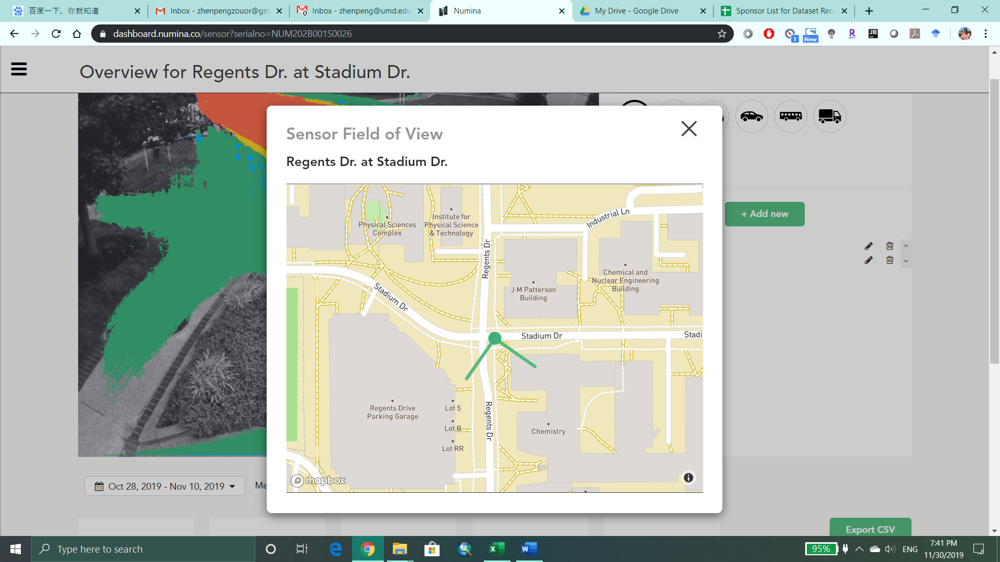 百度一下，你就知道
Inbox - zhenpengzouor@gm
Inbox - zhenpeng@umd.edu
Numina
My Drive - Google Drive
Sponsor List for Dataset Recr
dashboard.numina.co/sensor?serialno=NUM202B001S0026
1
New
R
JB
Overview for Regents Dr. at Stadium Dr.
Sensor Field of View
Regents Dr. at Stadium Dr.
+ Add new
Industrial Ln
Physical Sciences
Complex
Institute for
Physical Science
& Technology
Regents Dr
Chemical and
Nuclear Engineering
Building
J M Patterson
Building
Stadium Dr
Stadium Dr
Stadi
Regents Drive
Parking Garage
Lot 5
Lot B
Lot RR
Regents Dr
Chemistry
mapbox
Oct 28, 2019 - Nov 10, 2019
Me
Export CSV
Type here to search
95%
ENG
7:41 PM
11/30/2019